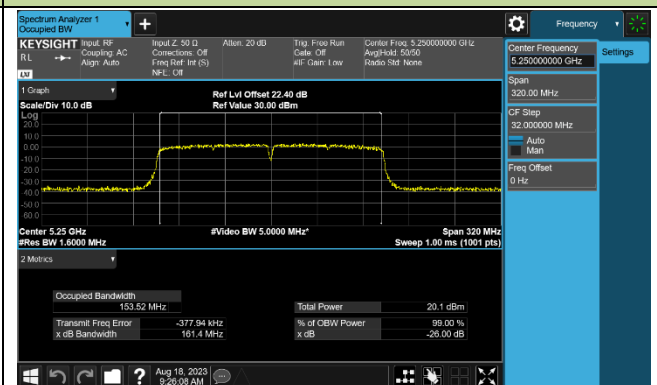 Spectrum Analyzer 1
Occupied BW
+
Frequency
KEYSIGHT
RL
LXI
Input: RF
Coupling: AC
Align: Auto
Input Z: 50 Ω
Corrections: Off
Freq Ref: Int (S)
NFE: Off
Atten: 20 dB
Trig: Free Run
Gate: Off
#IF Gain: Low
Center Freq: 5.250000000 GHz
Avg|Hold: 50/50
Radio Std: None
Center Frequency
5.250000000 GHz
Settings
Span
320.00 MHz
CF Step
32.000000 MHz
Auto
Man
Freq Offset
0 Hz
1 Graph
Scale/Div 10.0 dB
Ref Lvl Offset 22.40 dB
Ref Value 30.00 dBm
Log
20.0
10.0
0.00
-10.0
-20.0
-30.0
-40.0
-50.0
-60.0
Center 5.25 GHz
#Res BW 1.6000 MHz
#Video BW 5.0000 MHz*
Span 320 MHz
Sweep 1.00 ms (1001 pts)
2 Metrics
Occupied Bandwidth
153.52 MHz
Total Power 20.1 dBm
Transmit Freq Error -377.94 kHz
% of OBW Power 99.00 %
x dB Bandwidth 161.4 MHz
x dB -26.00 dB
?
Aug 18, 2023
9:26:08 AM